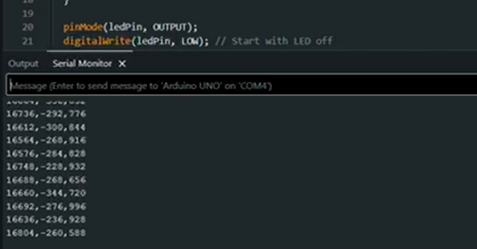 19 }
20 pinMode(ledPin, OUTPUT);
21 digitalWrite(ledPin, LOW); // Start with LED off
Output Serial Monitor ×
Message (Enter to send message to 'Arduino UNO' on 'COM4')
16736,-292,776
16612,-300,844
16564,-268,916
16576,-284,828
16748,-228,932
16688,-268,656
16660,-344,720
16692,-276,996
16636,-236,928
16804,-260,588